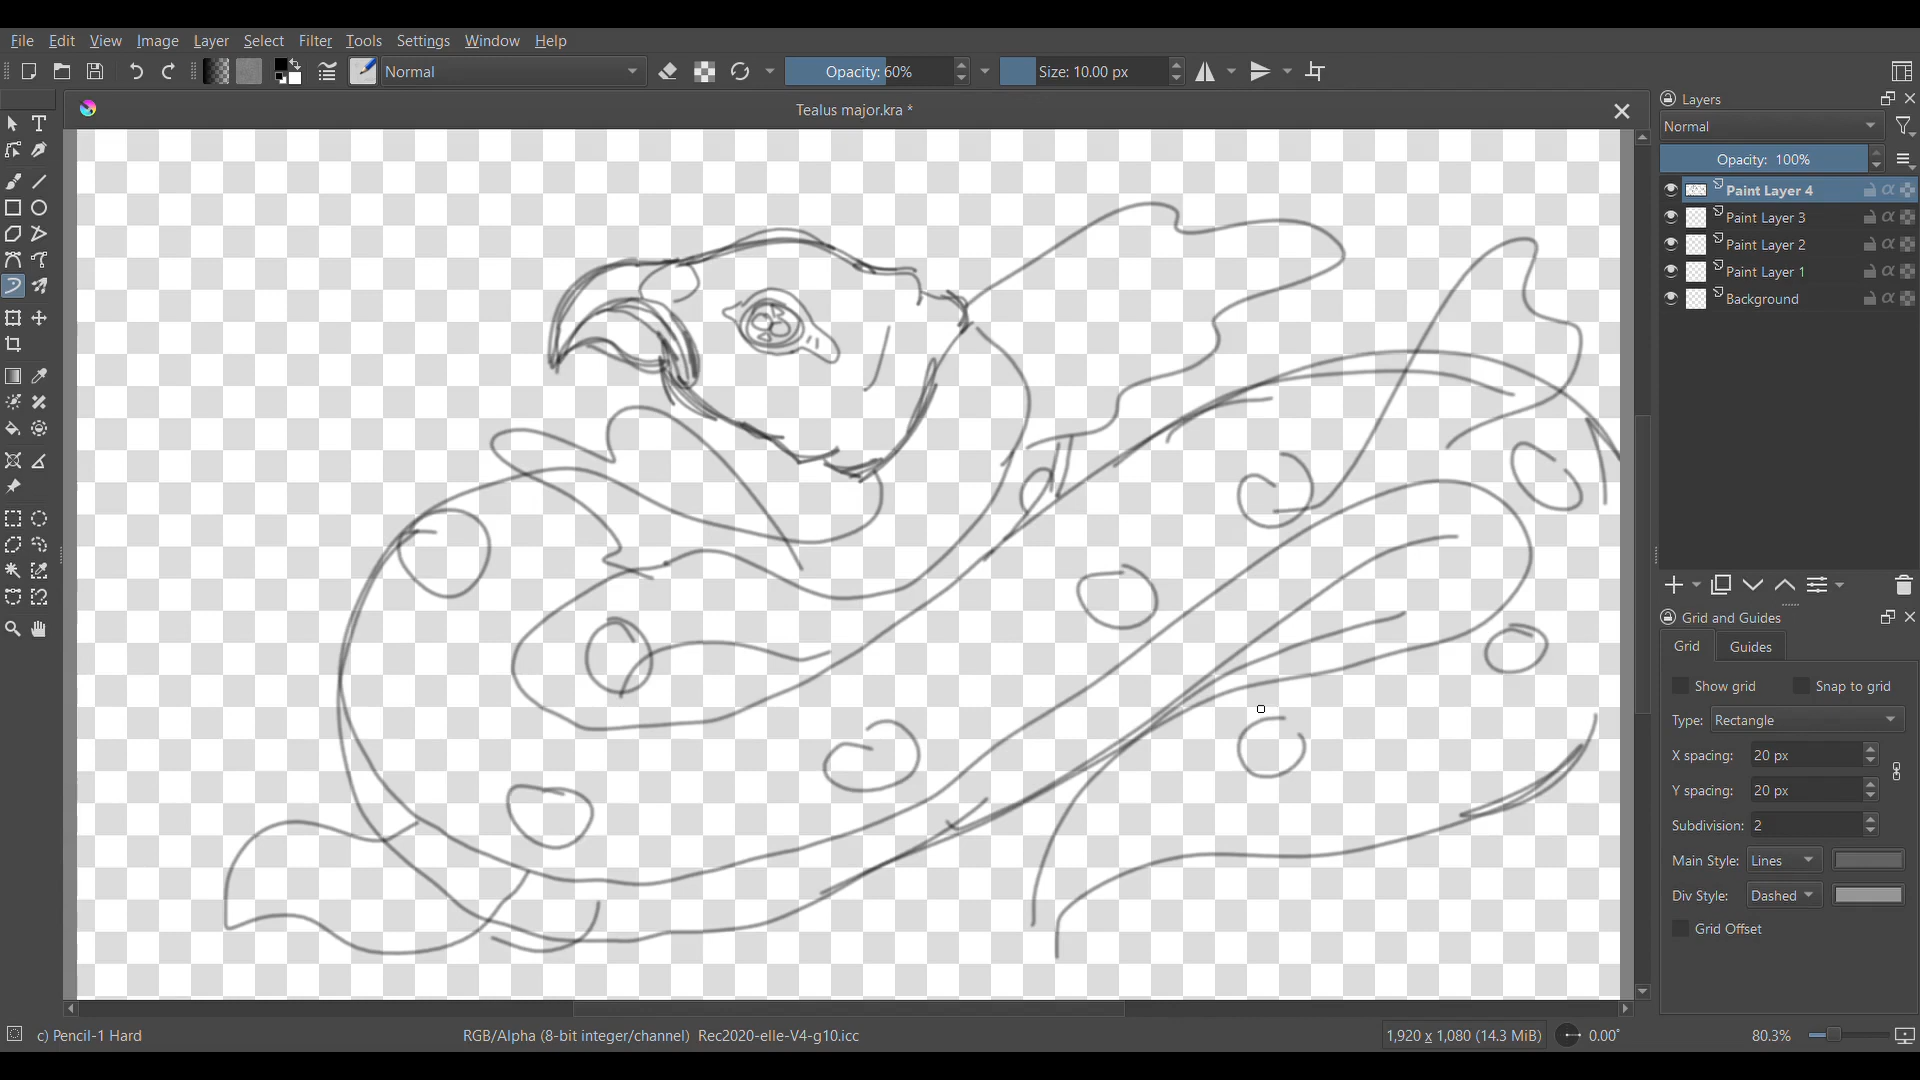 File Edit View Image Layer Select Filter Tools Settings Window Help
Normal Opacity: 60% Size: 10.00 px
Tealus major.kra *
Layers
Normal
Opacity: 100%
Paint Layer 4
Paint Layer 3
Paint Layer 2
Paint Layer 1
Background
Grid and Guides
Grid Guides
Show grid Snap to grid
Type: Rectangle
X spacing: 20 px
Y spacing: 20 px
Subdivision: 2
Main Style: Lines
Div Style: Dashed
Grid Offset
c) Pencil-1 Hard RGB/Alpha (8-bit integer/channel) Rec2020-elle-V4-g10.icc 1,920 x 1,080 (14.3 MiB) 0.00° 80.3%